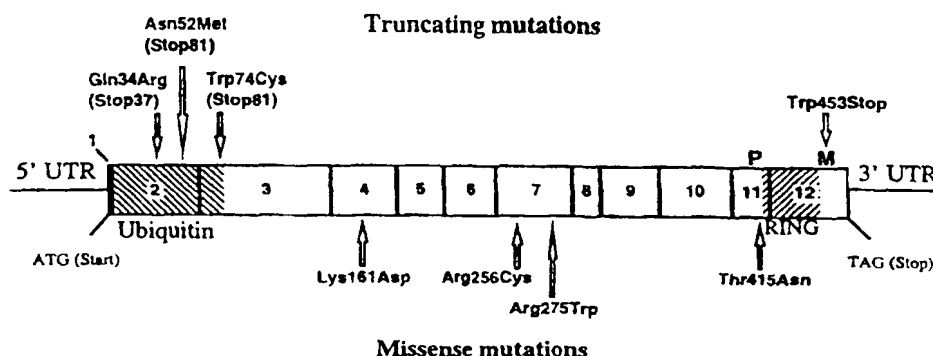 Truncating mutations
Asn52Met
(Stop81)
Gln34Arg
(Stop37)
Trp74Cys
(Stop81)
Trp453Stop
1
P
M
5' UTR
3' UTR
2
3
4
5
6
7
8
9
10
11
12
Ubiquitin
RING
ATG (Start)
TAG (Stop)
Lys161Asp
Arg256Cys
Arg275Trp
Thr415Asn
Missense mutations